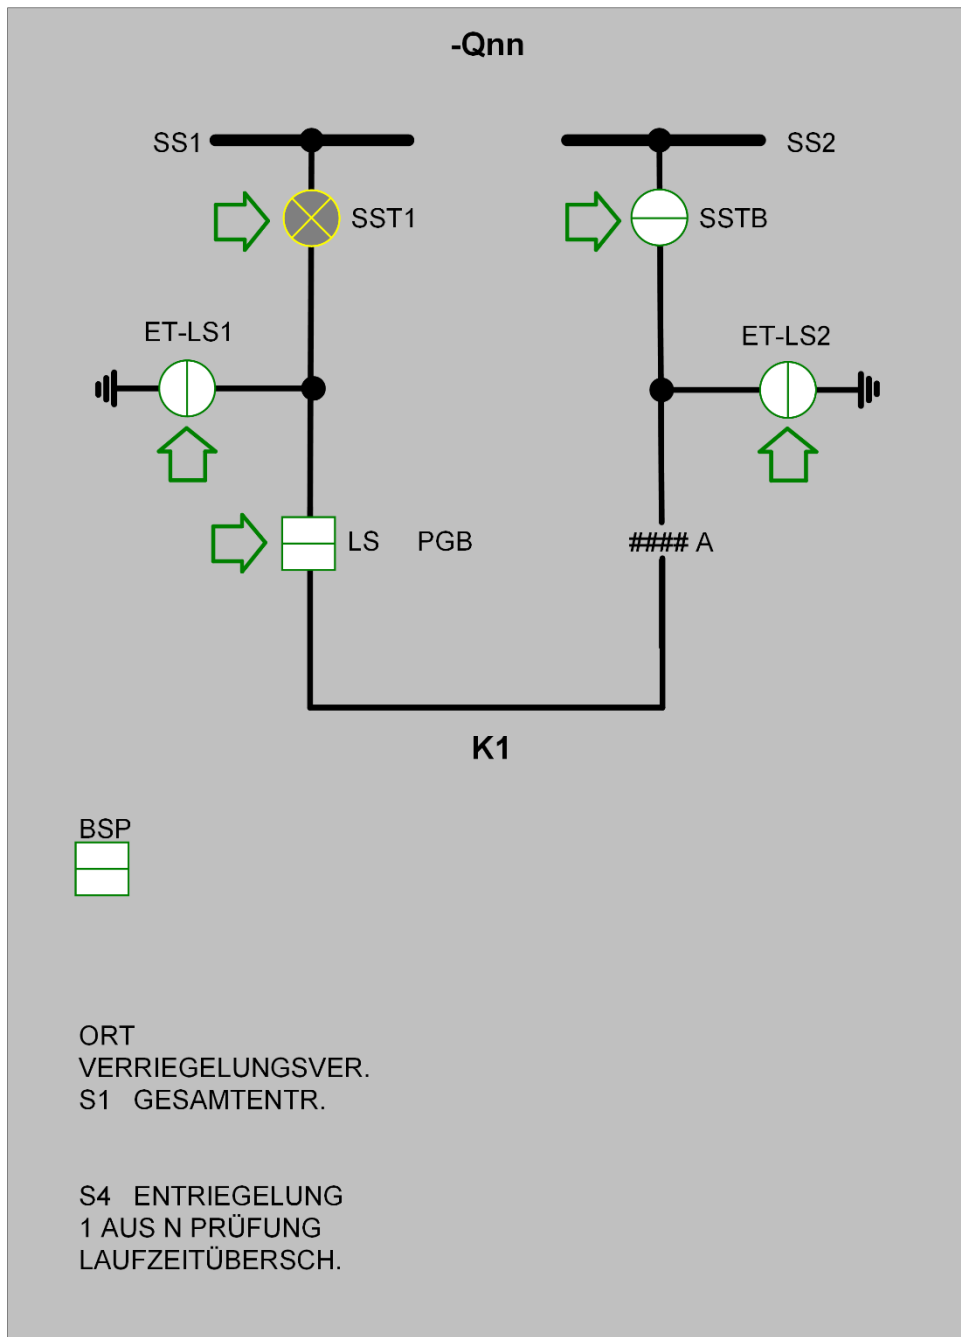 -Qnn
SS1
SS2
SST1
SSTB
ET-LS1
ET-LS2
LS PGB
#### A
K1
BSP
ORT
VERRIEGELUNGSVER.
S1 GESAMTENTR.
S4 ENTRIEGELUNG
1 AUS N PRÜFUNG
LAUFZEITÜBERSCH.